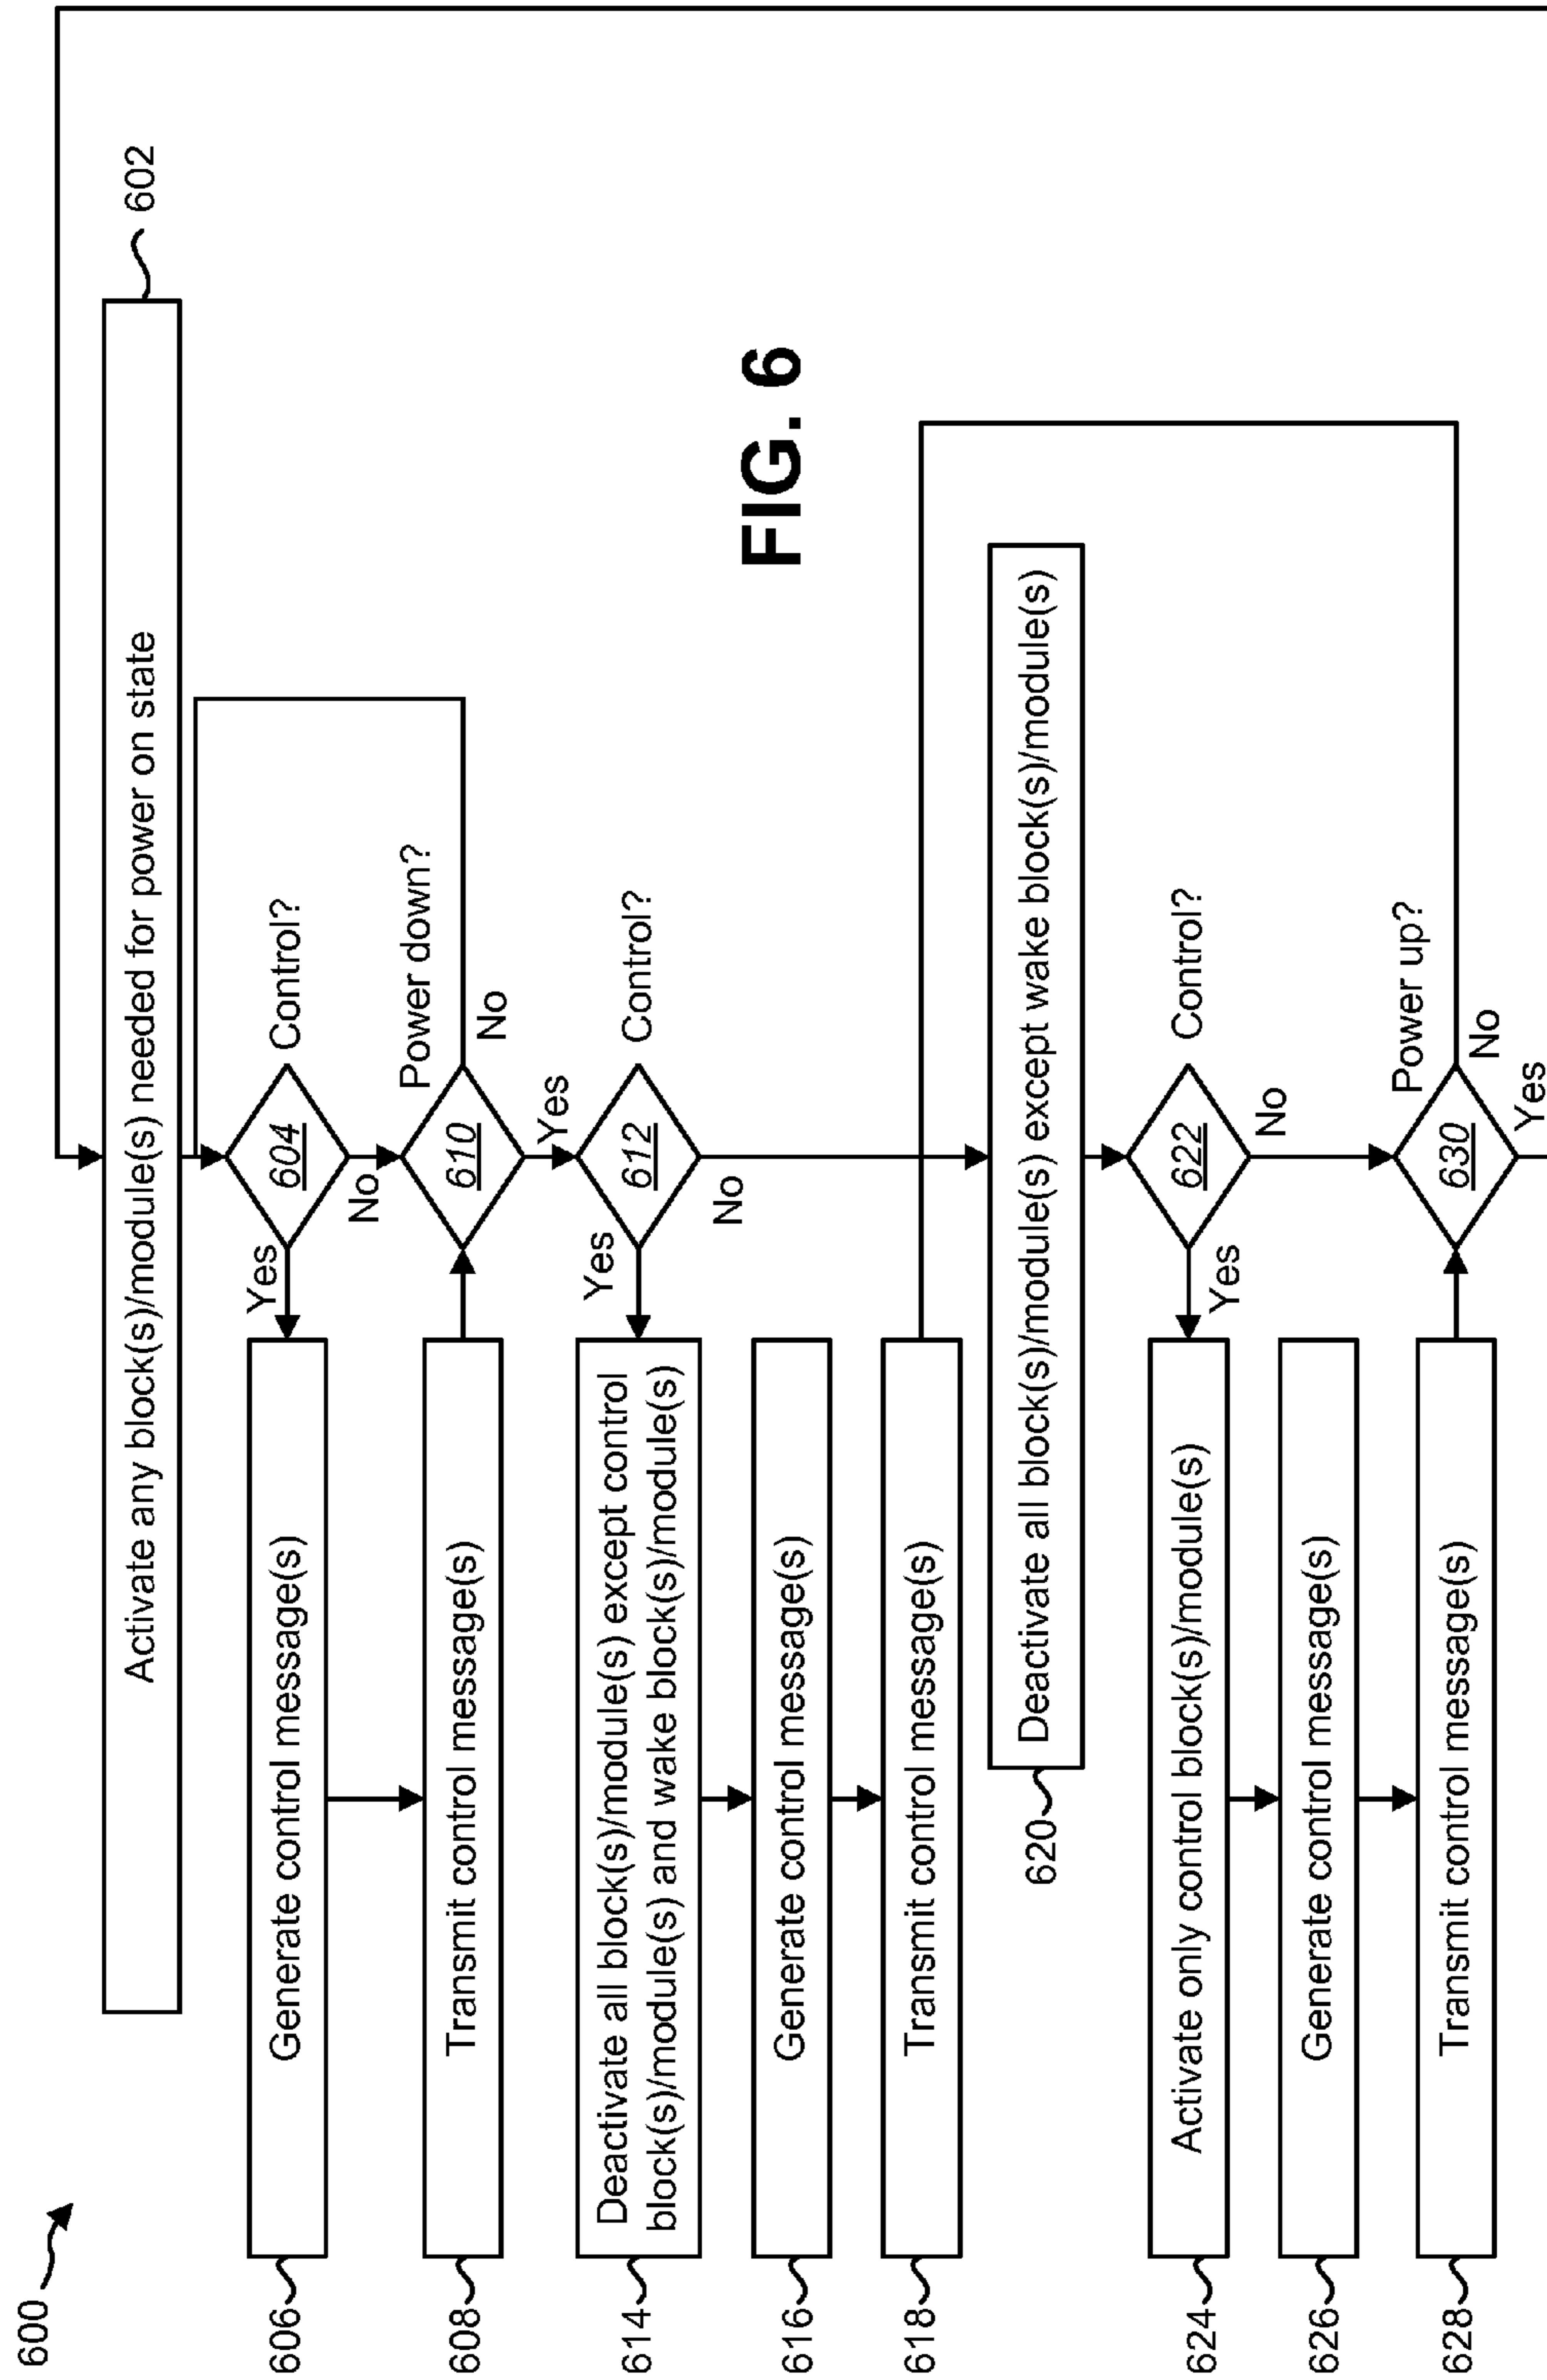 600
Activate any block(s)/module(s) needed for power on state
602
604
Control?
Yes
No
606
Generate control message(s)
608
Transmit control message(s)
610
Power down?
No
Yes
612
Control?
Yes
No
614
Deactivate all block(s)/module(s) except control
block(s)/module(s) and wake block(s)/module(s)
616
Generate control message(s)
618
Transmit control message(s)
FIG. 6
620
Deactivate all block(s)/module(s) except wake block(s)/module(s)
622
Control?
Yes
No
624
Activate only control block(s)/module(s)
626
Generate control message(s)
628
Transmit control message(s)
630
Power up?
No
Yes